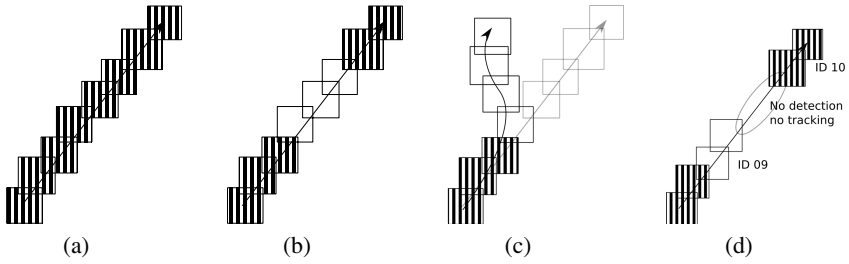 ID 10
No detection
no tracking
ID 09
(a)
(b)
(c)
(d)